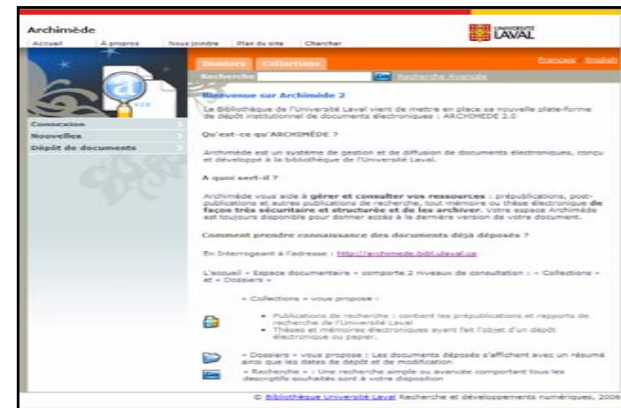 Archimède
UNIVERSITÉ
LAVAL
Accueil À propos Nous joindre Plan du site Chercher
Dossiers Collections Français English
Recherche Recherche Avancée
Bienvenue sur Archimède 2
La Bibliothèque de l'Université Laval vient de mettre en place sa nouvelle plate-forme
de dépôt institutionnel de documents électroniques : ARCHIMEDE 2.0
Connexion
Nouvelles
Dépôt de documents
Qu'est-ce qu'ARCHIMÈDE ?
Archimède est un système de gestion et de diffusion de documents électroniques, conçu
et développé à la bibliothèque de l'Université Laval.
A quoi sert-il ?
Archimède vous aide à gérer et consulter vos ressources : prépublications, post-
publications et autres publications de recherche, tout mémoire ou thèse électronique de
façon très sécuritaire et structurée et de les archiver. Votre espace Archimède
est toujours disponible pour donner accès à la dernière version de votre document.
Comment prendre connaissance des documents déjà déposés ?
En Interrogeant à l'adresse : http://archimede.bibl.ulaval.ca
L'accueil « Espace documentaire » comporte 2 niveaux de consultation : « Collections »
et « Dossiers »
« Collections » vous propose :
Publications de recherche : contient les prépublications et rapports de
recherche de l'Université Laval
Thèses et mémoires électroniques ayant fait l'objet d'un dépôt
électronique ou papier.
« Dossiers » vous propose : Les documents déposés s'affichent avec un résumé
ainsi que les dates de dépôt et de modification
« Recherche » : Une recherche simple ou avancée comportant tous les
descriptifs souhaités sont à votre disposition
© Bibliothèque Université Laval Recherche et développements numériques, 2006